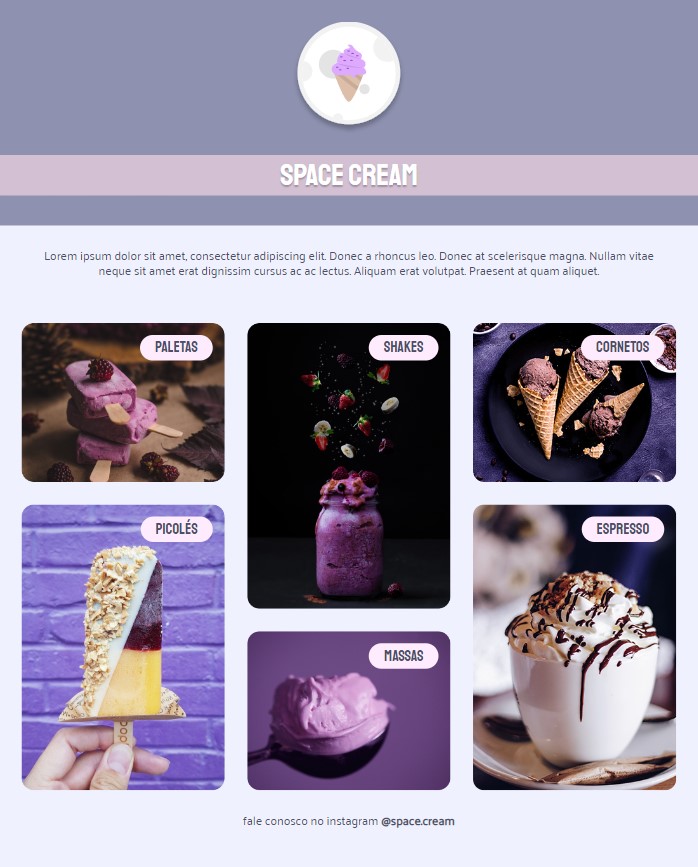 SPACE CREAM
Lorem ipsum dolor sit amet, consectetur adipiscing elit. Donec a rhoncus leo. Donec at scelerisque magna. Nullam vitae
neque sit amet erat dignissim cursus ac ac lectus. Aliquam erat volutpat. Praesent at quam aliquet.
PALETAS
SHAKES
CORNETOS
PICOLÉS
ESPRESSO
MASSAS
fale conosco no instagram @space.cream